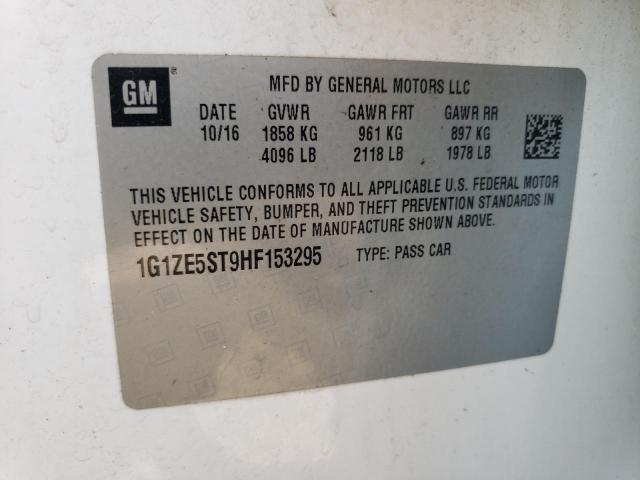 GM
®
MFD BY GENERAL MOTORS LLC
DATE GVWR GAWR FRT GAWR RR
10/16 1858 KG 961 KG 897 KG
4096 LB 2118 LB 1978 LB
THIS VEHICLE CONFORMS TO ALL APPLICABLE U.S. FEDERAL MOTOR
VEHICLE SAFETY, BUMPER, AND THEFT PREVENTION STANDARDS IN
EFFECT ON THE DATE OF MANUFACTURE SHOWN ABOVE.
1G1ZE5ST9HF153295 TYPE: PASS CAR